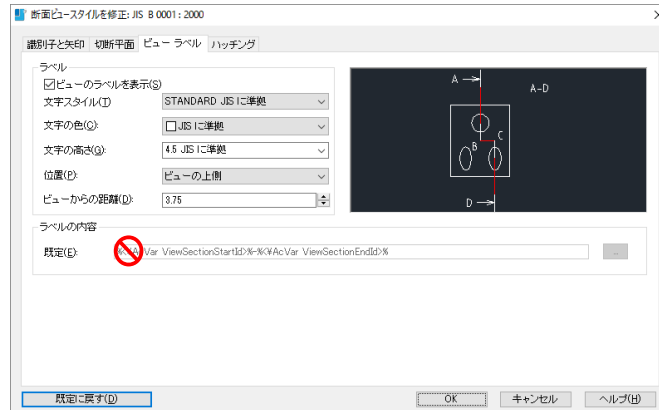 断面ビュースタイルを修正: JIS B 0001 : 2000
識別子と矢印 切断平面 ビュー ラベル ハッチング
ラベル
ビューのラベルを表示(S)
文字スタイル(T) STANDARD JIS に準拠
文字の色(C): JIS に準拠
文字の高さ(G): 4.5 JIS に準拠
位置(P): ビューの上側
ビューからの距離(D): 3.75
A
A-D
B
C
D
ラベルの内容
既定(E): Var ViewSectionStartId>%-%<¥AcVar ViewSectionEndId>%
...
既定に戻す(D) OK キャンセル ヘルプ(H)